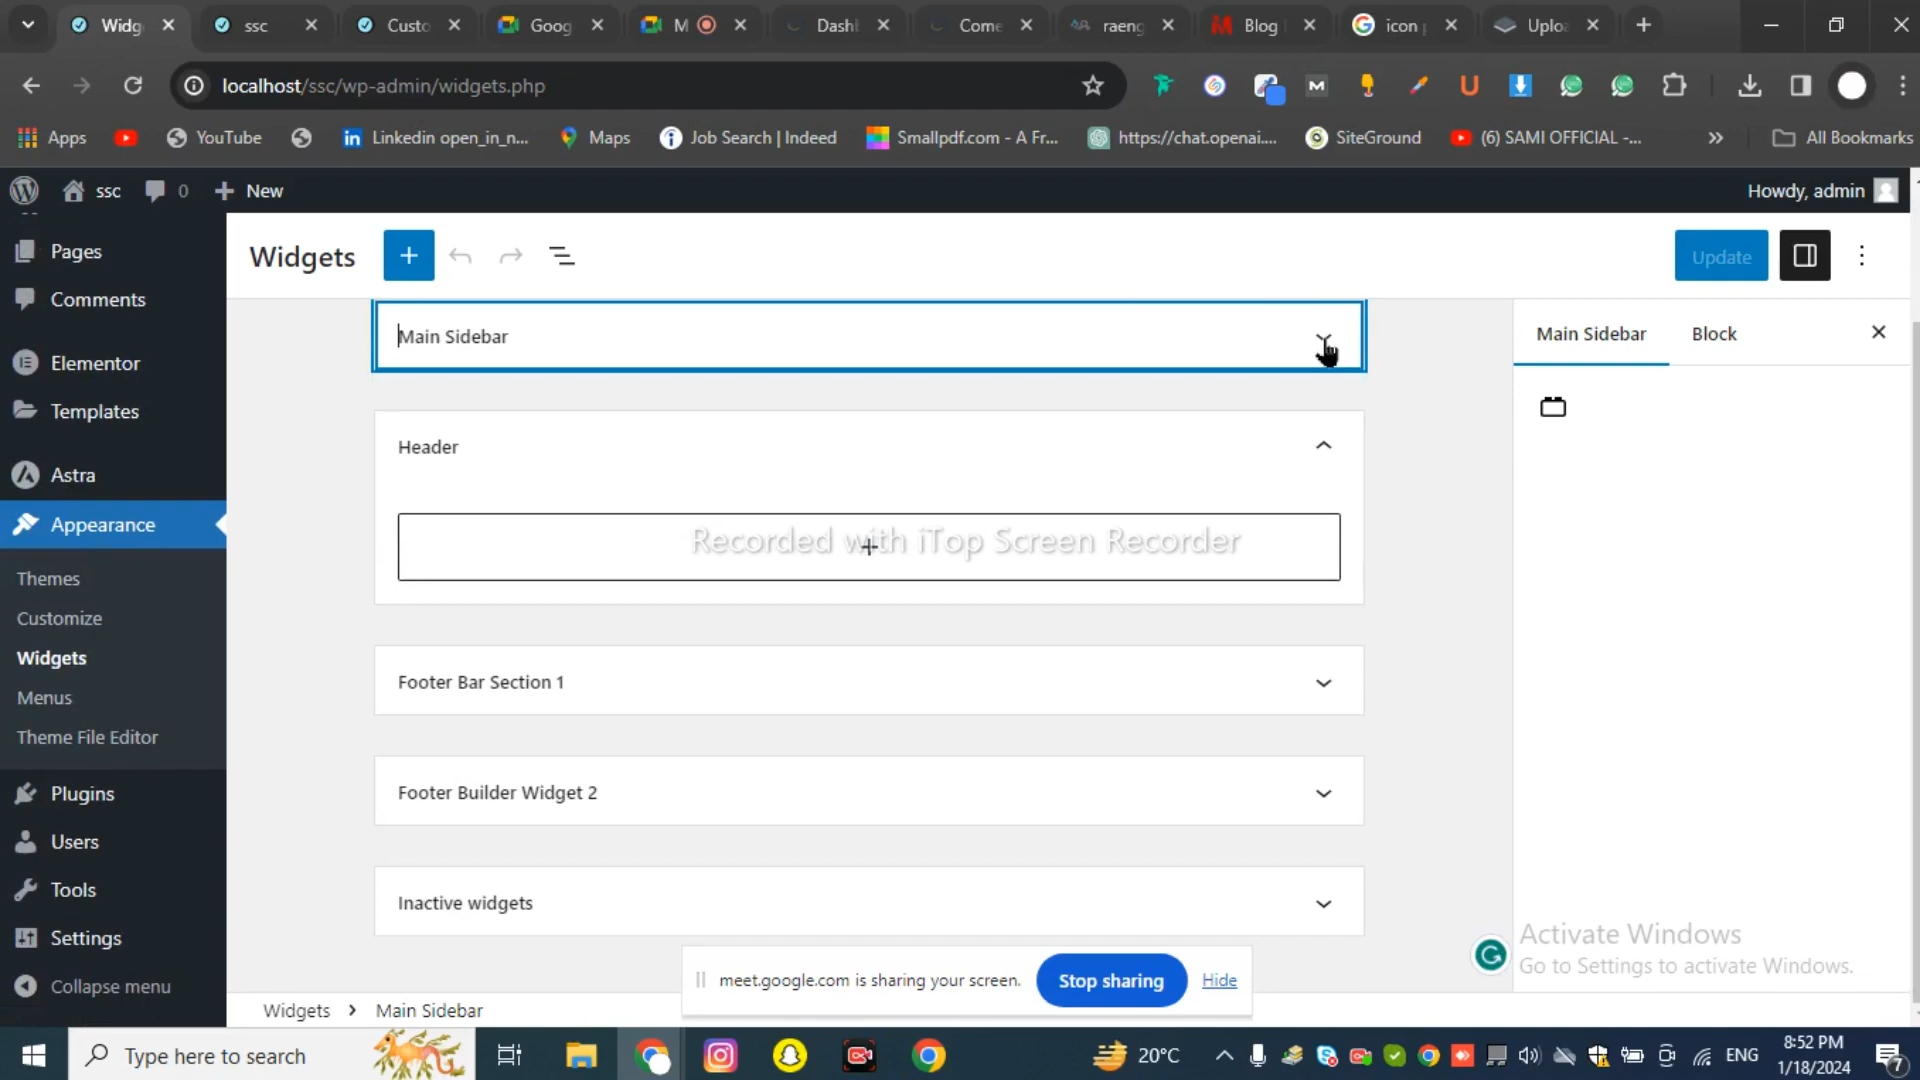 Widg
ssc
Custo
Goog
M
Dashb
Come
raeng
Blog
icon
Uploa
localhost/ssc/wp-admin/widgets.php
Apps
YouTube
Linkedin open_in_n...
Maps
Job Search | Indeed
Smallpdf.com - A Fr...
https://chat.openai....
SiteGround
(6) SAMI OFFICIAL -...
All Bookmarks
ssc
0
New
Howdy, admin
Pages
Comments
Elementor
Templates
Astra
Appearance
Themes
Customize
Widgets
Menus
Theme File Editor
Plugins
Users
Tools
Settings
Collapse menu
Widgets
Update
Main Sidebar
Header
Recorded with iTop Screen Recorder
Footer Bar Section 1
Footer Builder Widget 2
Inactive widgets
Main Sidebar
Block
Activate Windows
Go to Settings to activate Windows.
meet.google.com is sharing your screen.
Stop sharing
Hide
Widgets > Main Sidebar
Type here to search
20°C
ENG
8:52 PM
1/18/2024
7